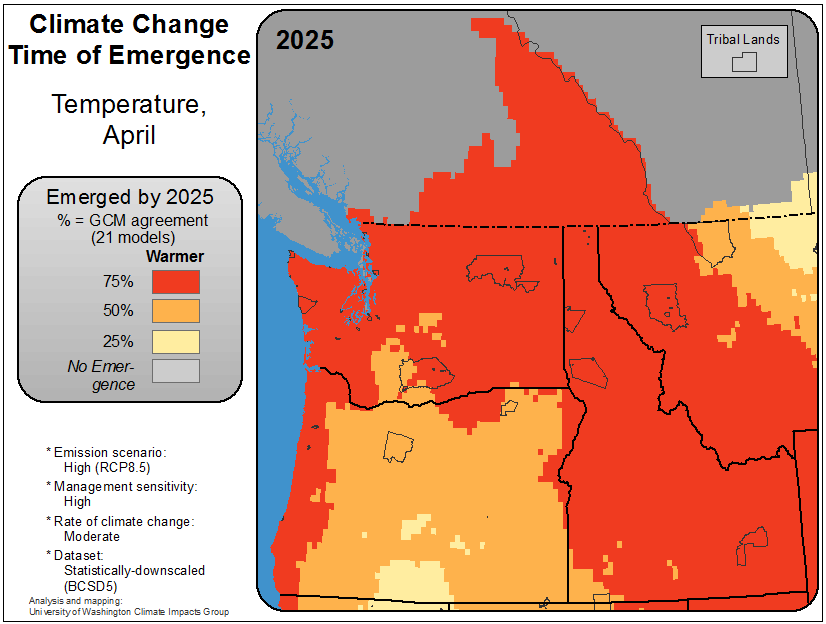 Climate Change
Time of Emergence
Temperature,
April
Emerged by 2025
% = GCM agreement
(21 models)
Warmer
75%
50%
25%
No Emer-
gence
* Emission scenario:
High (RCP8.5)
* Management sensitivity:
High
* Rate of climate change:
Moderate
* Dataset:
Statistically-downscaled
(BCSD5)
Analysis and mapping:
University of Washington Climate Impacts Group
2025
Tribal Lands